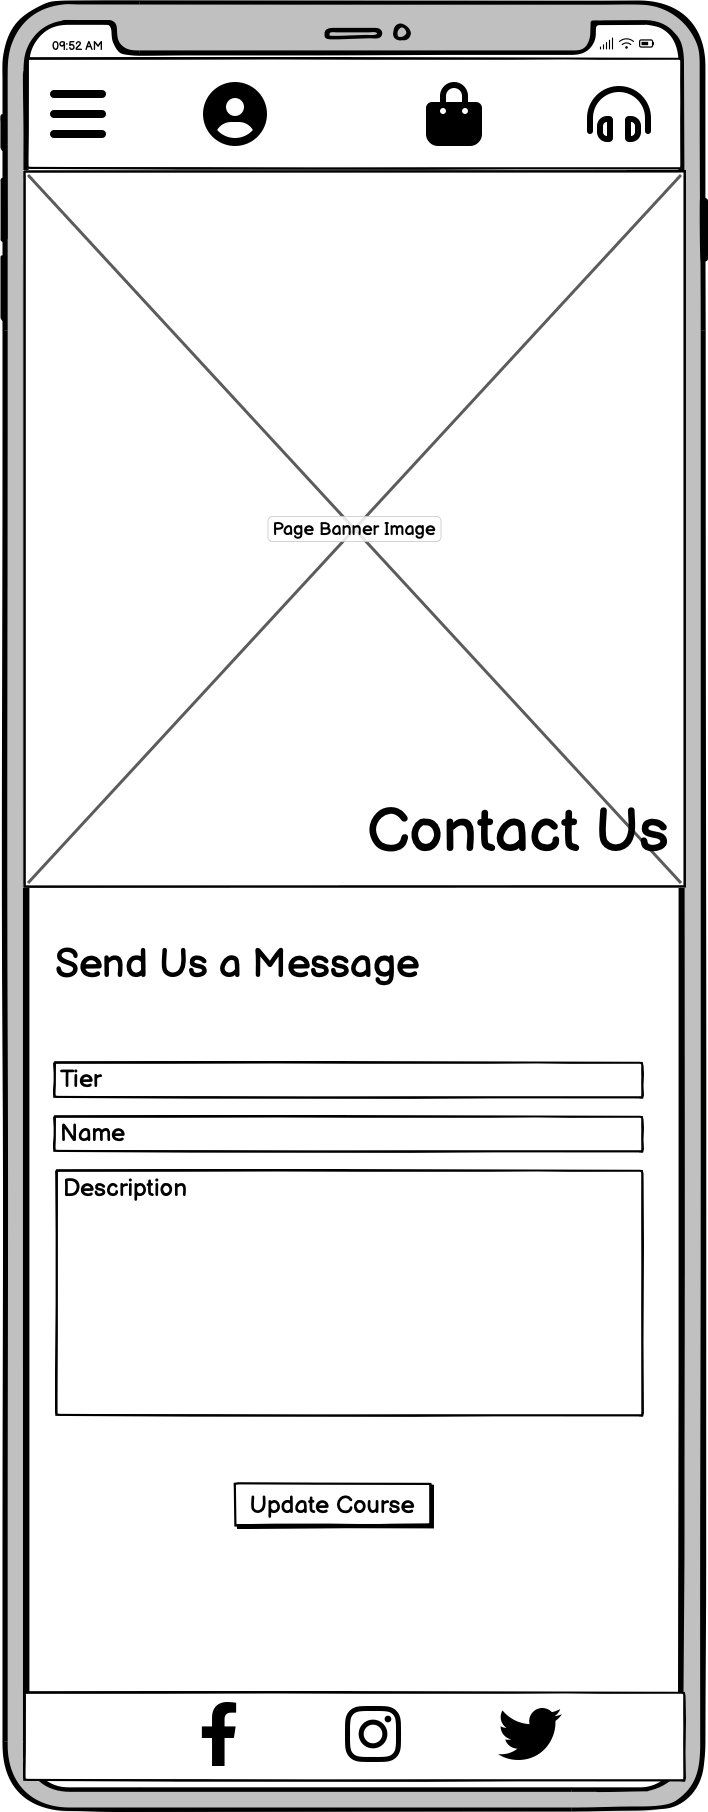 09:52 AM
Page Banner Image
Contact Us
Send Us a Message
Tier
Name
Description
Update Course